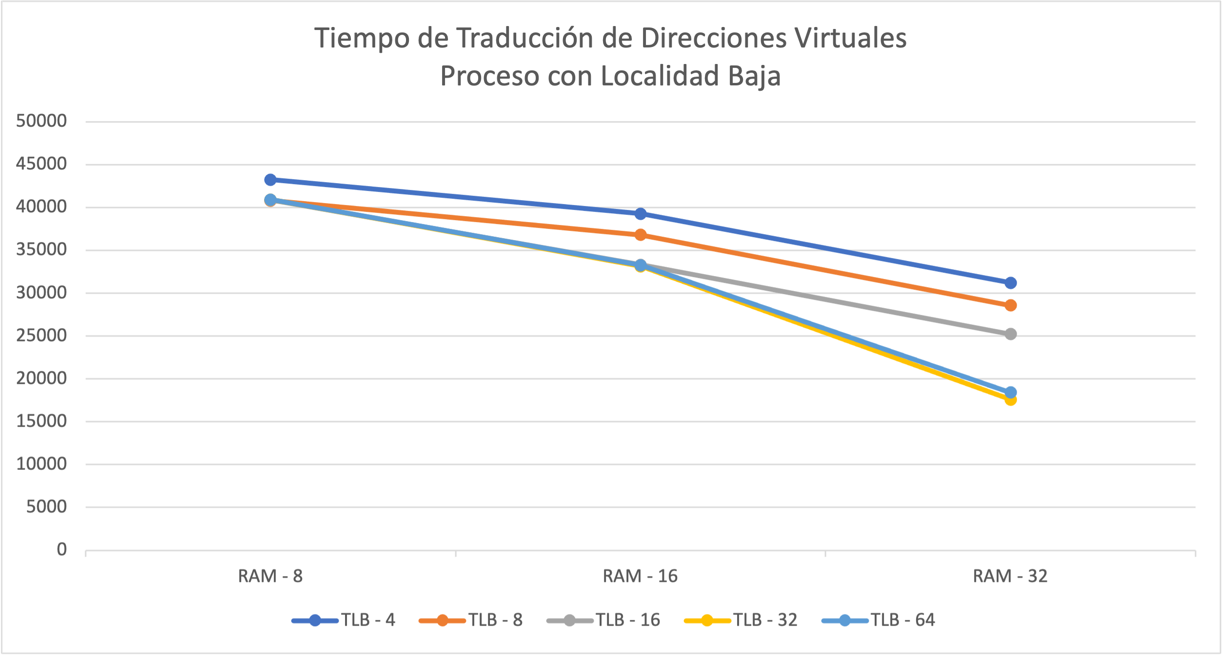 Tiempo de Traducción de Direcciones Virtuales
Proceso con Localidad Baja
50000
45000
40000
35000
30000
25000
20000
15000
10000
5000
0
RAM - 8 RAM - 16 RAM - 32
TLB - 4 TLB - 8 TLB - 16 TLB - 32 TLB - 64